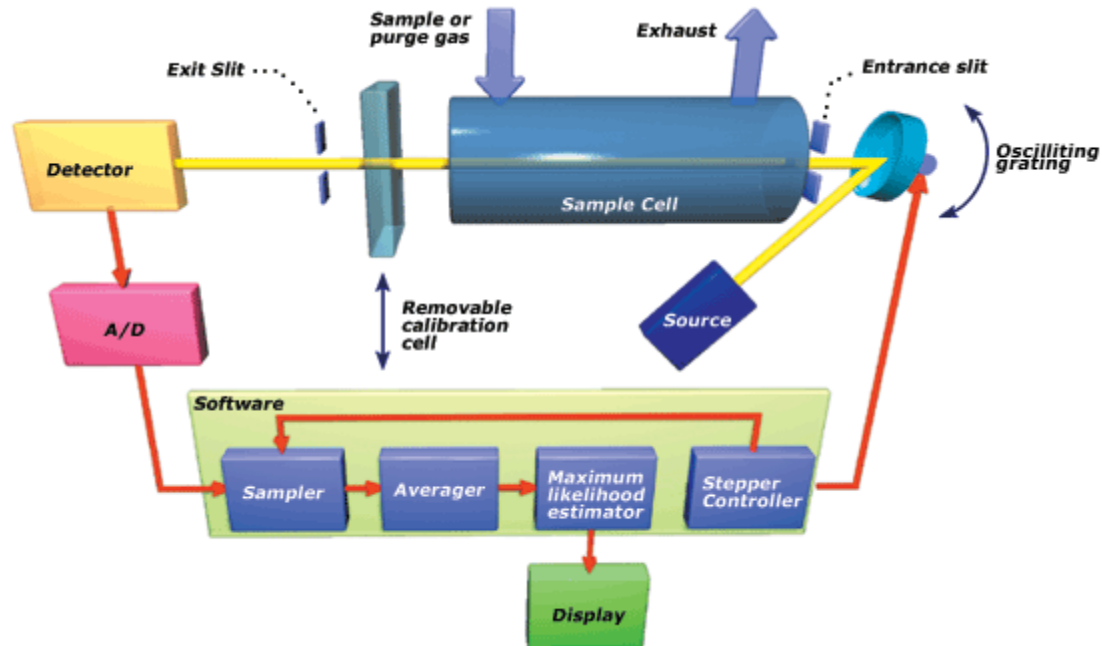 Sample or
purge gas
Exhaust
Exit Slit
Entrance slit
Detector
Oscilliting
grating
Sample Cell
A/D
Removable
calibration
cell
Source
Software
Sampler
Averager
Maximum
likelihood
estimator
Stepper
Controller
Display